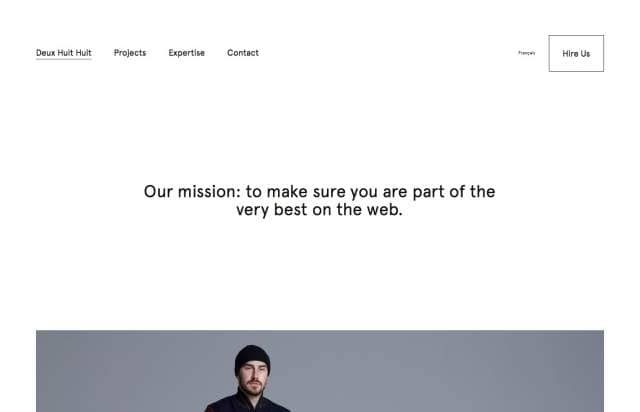 Deux Huit Huit Projects Expertise Contact Français Hire Us
Our mission: to make sure you are part of the
very best on the web.